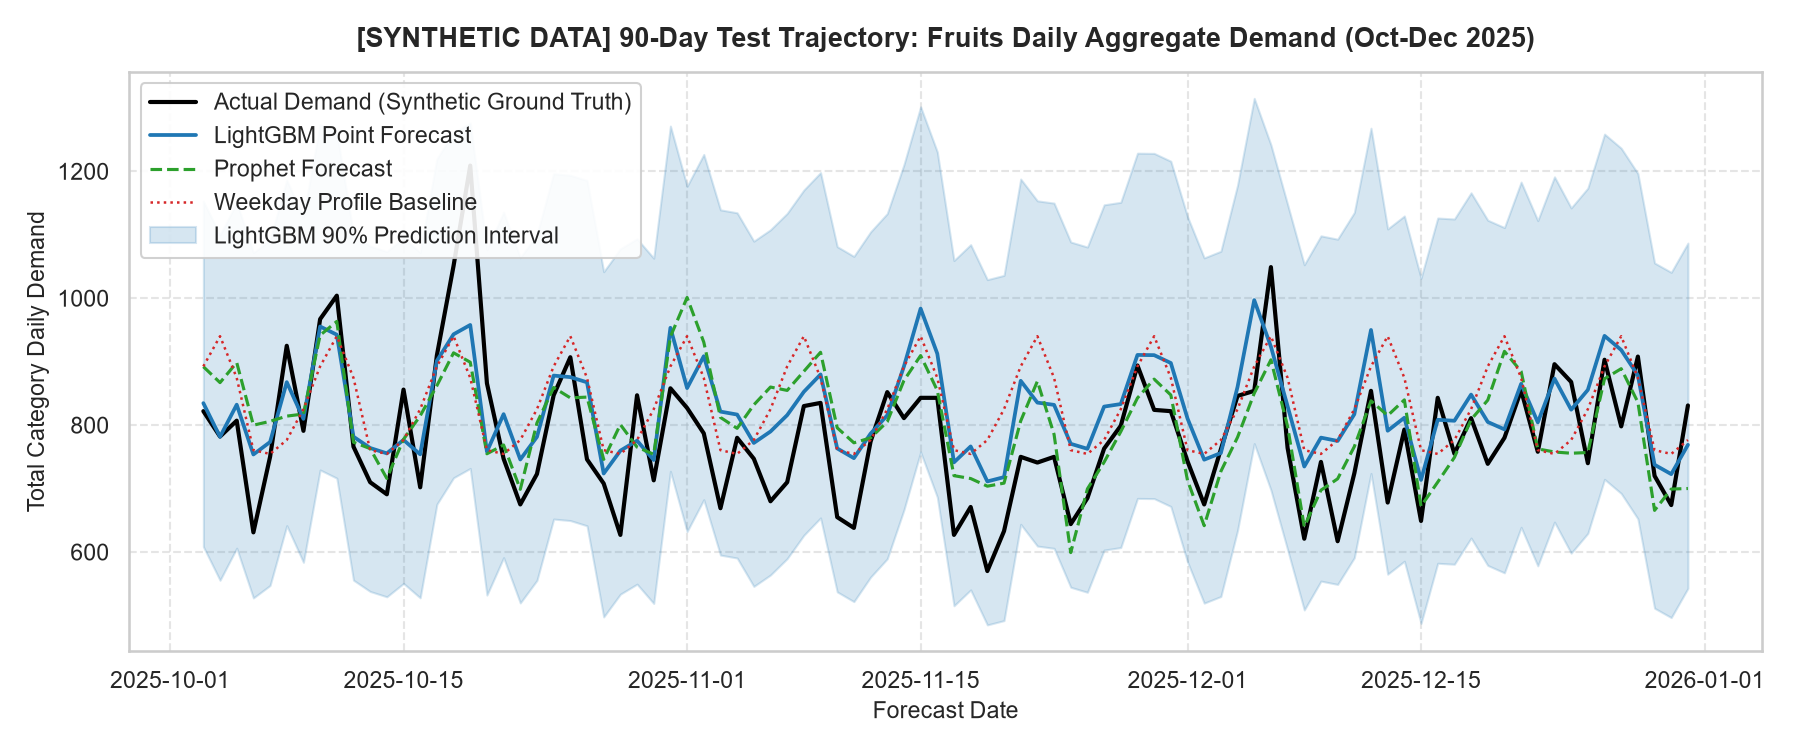 [SYNTHETIC DATA] 90-Day Test Trajectory: Fruits Daily Aggregate Demand (Oct-Dec 2025)
Actual Demand (Synthetic Ground Truth)
LightGBM Point Forecast
Prophet Forecast
Weekday Profile Baseline
LightGBM 90% Prediction Interval
Total Category Daily Demand
1200
1000
800
600
2025-10-01
2025-10-15
2025-11-01
2025-11-15
2025-12-01
2025-12-15
2026-01-01
Forecast Date